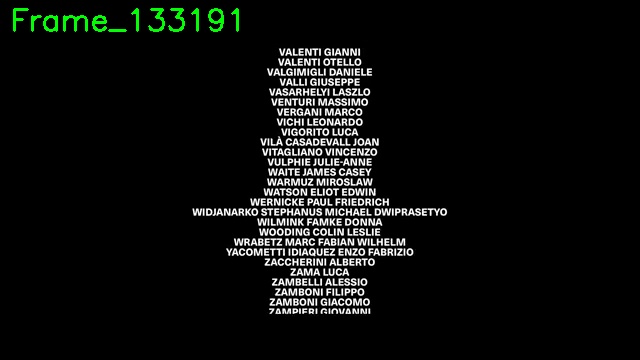 Frame_133191
VALENTI GIANNI
VALENTI OTELLO
VALGIMIGLI DANIELE
VALLI GIUSEPPE
VASARHELYI LASZLO
VENTURI MASSIMO
VERGANI MARCO
VICHI LEONARDO
VIGORITO LUCA
VILÀ CASADEVALL JOAN
VITAGLIANO VINCENZO
VULPHIE JULIE-ANNE
WAITE JAMES CASEY
WARMUZ MIROSLAW
WATSON ELIOT EDWIN
WERNICKE PAUL FRIEDRICH
WIDJANARKO STEPHANUS MICHAEL DWIPRASETYO
WILMINK FAMKE DONNA
WOODING COLIN LESLIE
WRABETZ MARC FABIAN WILHELM
YACOMETTI IDIAQUEZ ENZO FABRIZIO
ZACCHERINI ALBERTO
ZAMA LUCA
ZAMBELLI ALESSIO
ZAMBONI FILIPPO
ZAMBONI GIACOMO
ZAMPIERI GIOVANNI